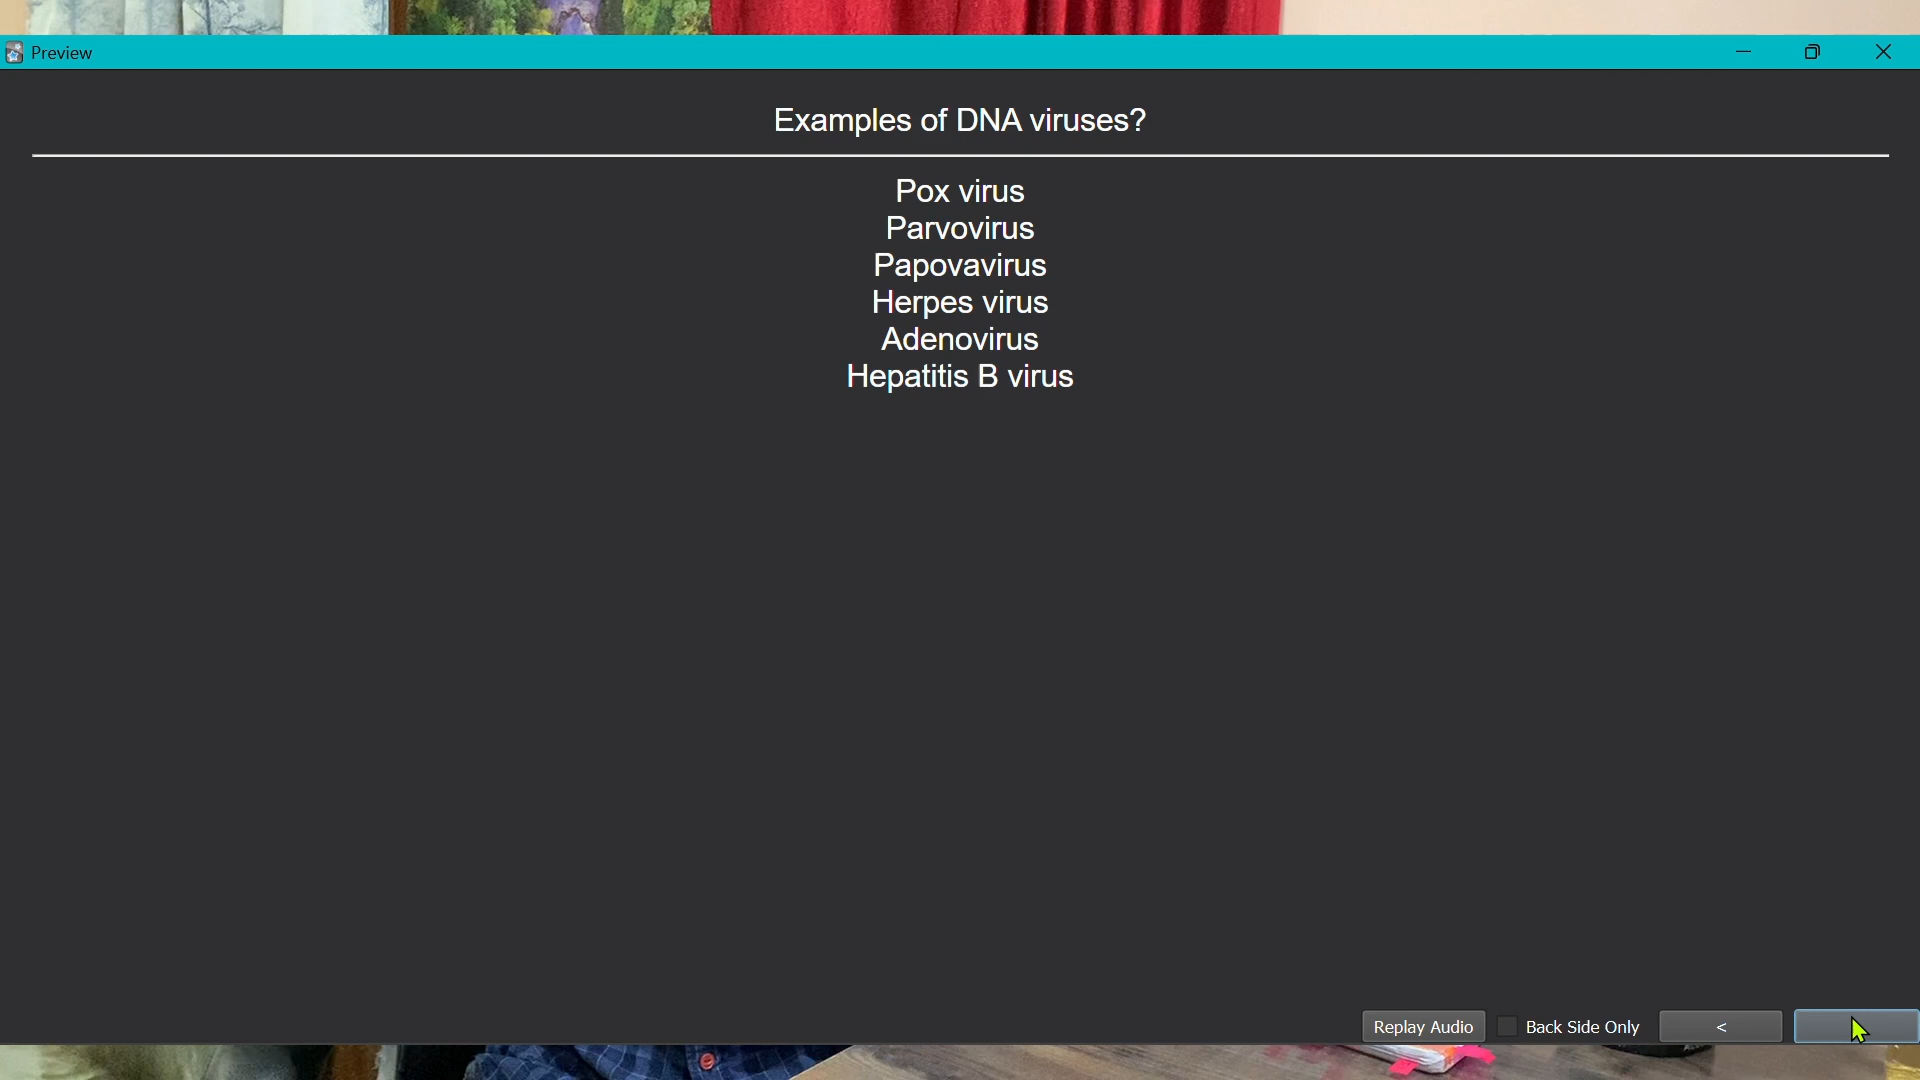 Preview
Examples of DNA viruses?
Pox virus
Parvovirus
Papovavirus
Herpes virus
Adenovirus
Hepatitis B virus
Replay Audio Back Side Only <